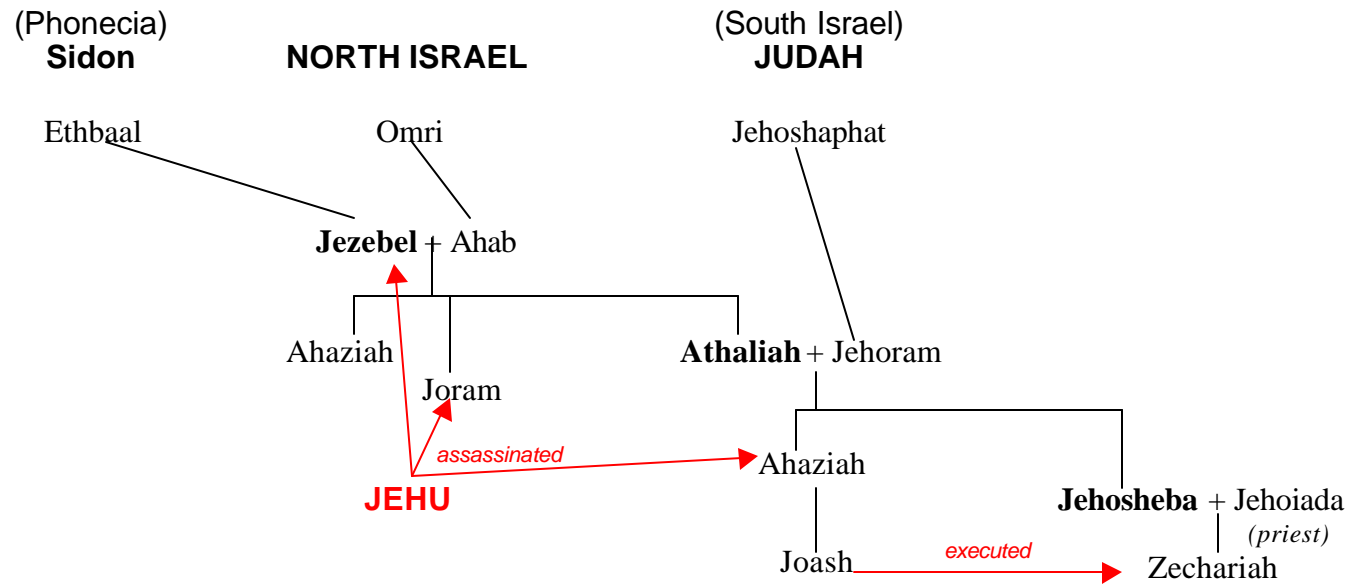 (Phonecia) (South Israel)
Sidon NORTH ISRAEL JUDAH
Ethbaal Omri Jehoshaphat
Jezebel + Ahab
Ahaziah Athaliah + Jehoram
Joram
assassinated Ahaziah
JEHU Jehosheba + Jehoiada
(priest)
Joash executed Zechariah